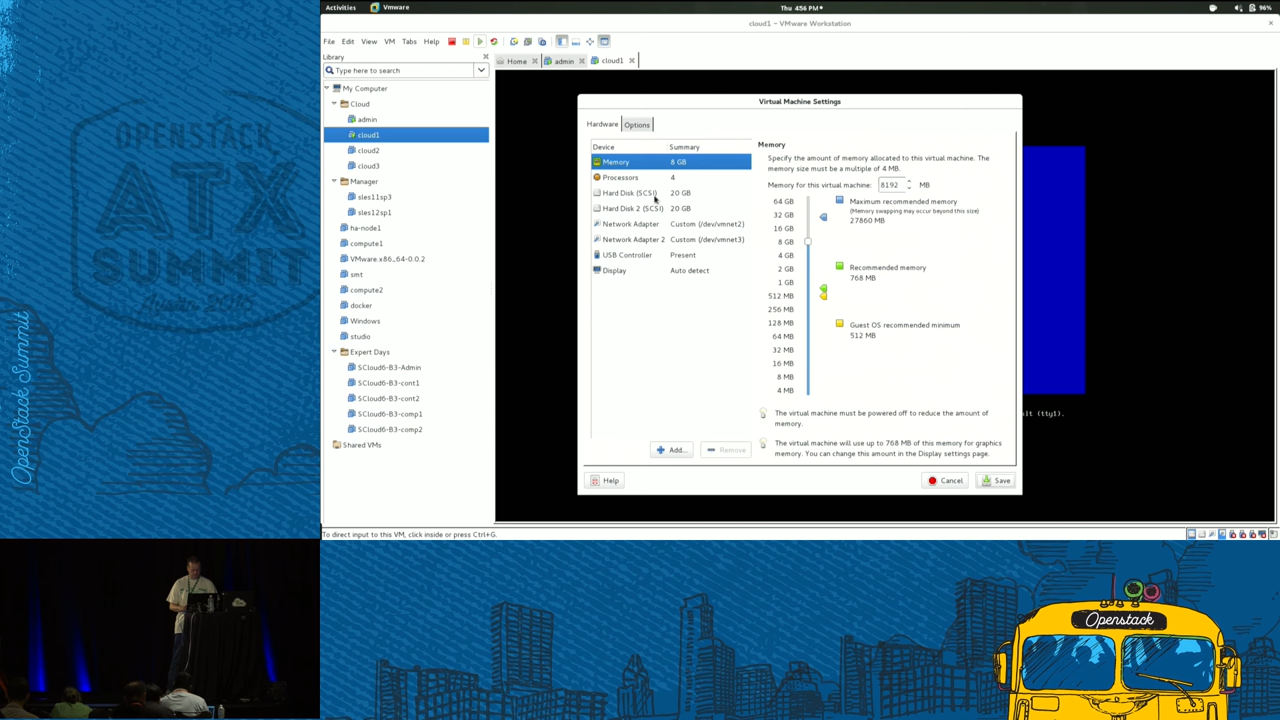 Activities Vmware Thu 4:56 PM 96%
cloud1 – VMware Workstation
File Edit View VM Tabs Help
Library
Type here to search
Home admin cloud1
My Computer
Cloud
admin
cloud1
cloud2
cloud3
Manager
sles11sp3
sles12sp1
ha-node1
compute1
VMware.x86_64-0.0.2
smt
compute2
docker
Windows
studio
Expert Days
SCloud6-B3-Admin
SCloud6-B3-cont1
SCloud6-B3-cont2
SCloud6-B3-comp1
SCloud6-B3-comp2
Shared VMs
Virtual Machine Settings
Hardware Options
Device Summary
Memory 8 GB
Processors 4
Hard Disk (SCSI) 20 GB
Hard Disk 2 (SCSI) 20 GB
Network Adapter Custom (/dev/vmnet2)
Network Adapter 2 Custom (/dev/vmnet3)
USB Controller Present
Display Auto detect
Add... Remove
Memory
Specify the amount of memory allocated to this virtual machine. The
memory size must be a multiple of 4 MB.
Memory for this virtual machine: 8192 MB
64 GB
32 GB
16 GB
8 GB
4 GB
2 GB
1 GB
512 MB
256 MB
128 MB
64 MB
32 MB
16 MB
8 MB
4 MB
Maximum recommended memory
(Memory swapping may occur beyond this size)
27860 MB
Recommended memory
768 MB
Guest OS recommended minimum
512 MB
The virtual machine must be powered off to reduce the amount of
memory.
The virtual machine will use up to 768 MB of this memory for graphics
memory. You can change this amount in the Display settings page.
Help Cancel Save
(tty1).
To direct input to this VM, click inside or press Ctrl+G.
OpenStack Summit
Openstack